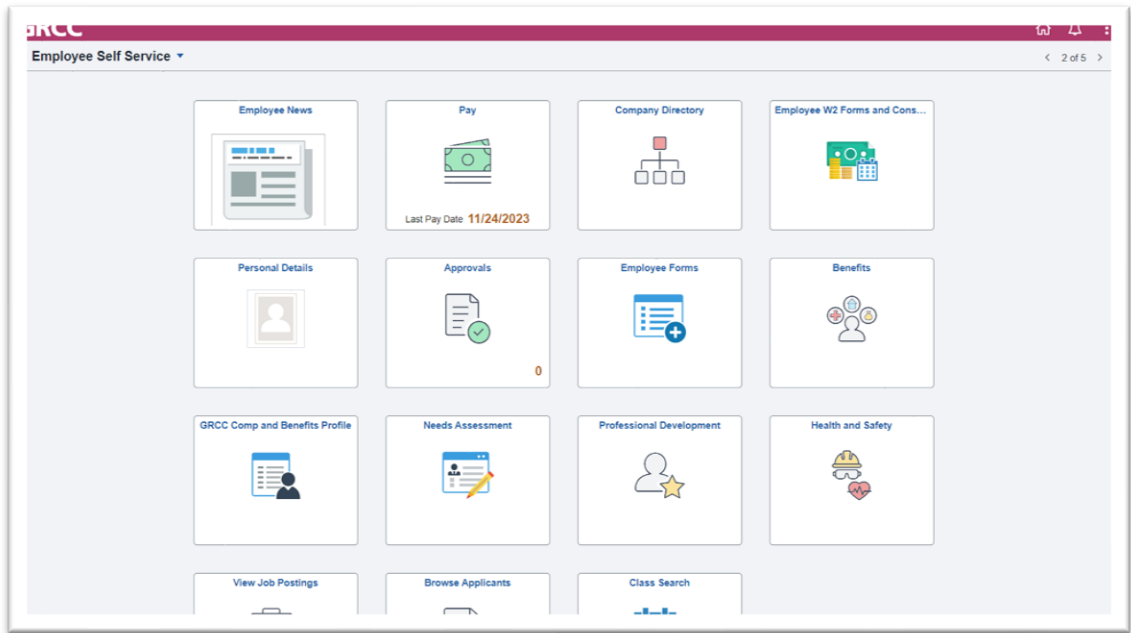 GRCC
Employee Self Service
2 of 5
Employee News
Pay
Company Directory
Employee W2 Forms and Cons...
Last Pay Date 11/24/2023
Personal Details
Approvals
Employee Forms
Benefits
0
GRCC Comp and Benefits Profile
Needs Assessment
Professional Development
Health and Safety
View Job Postings
Browse Applicants
Class Search